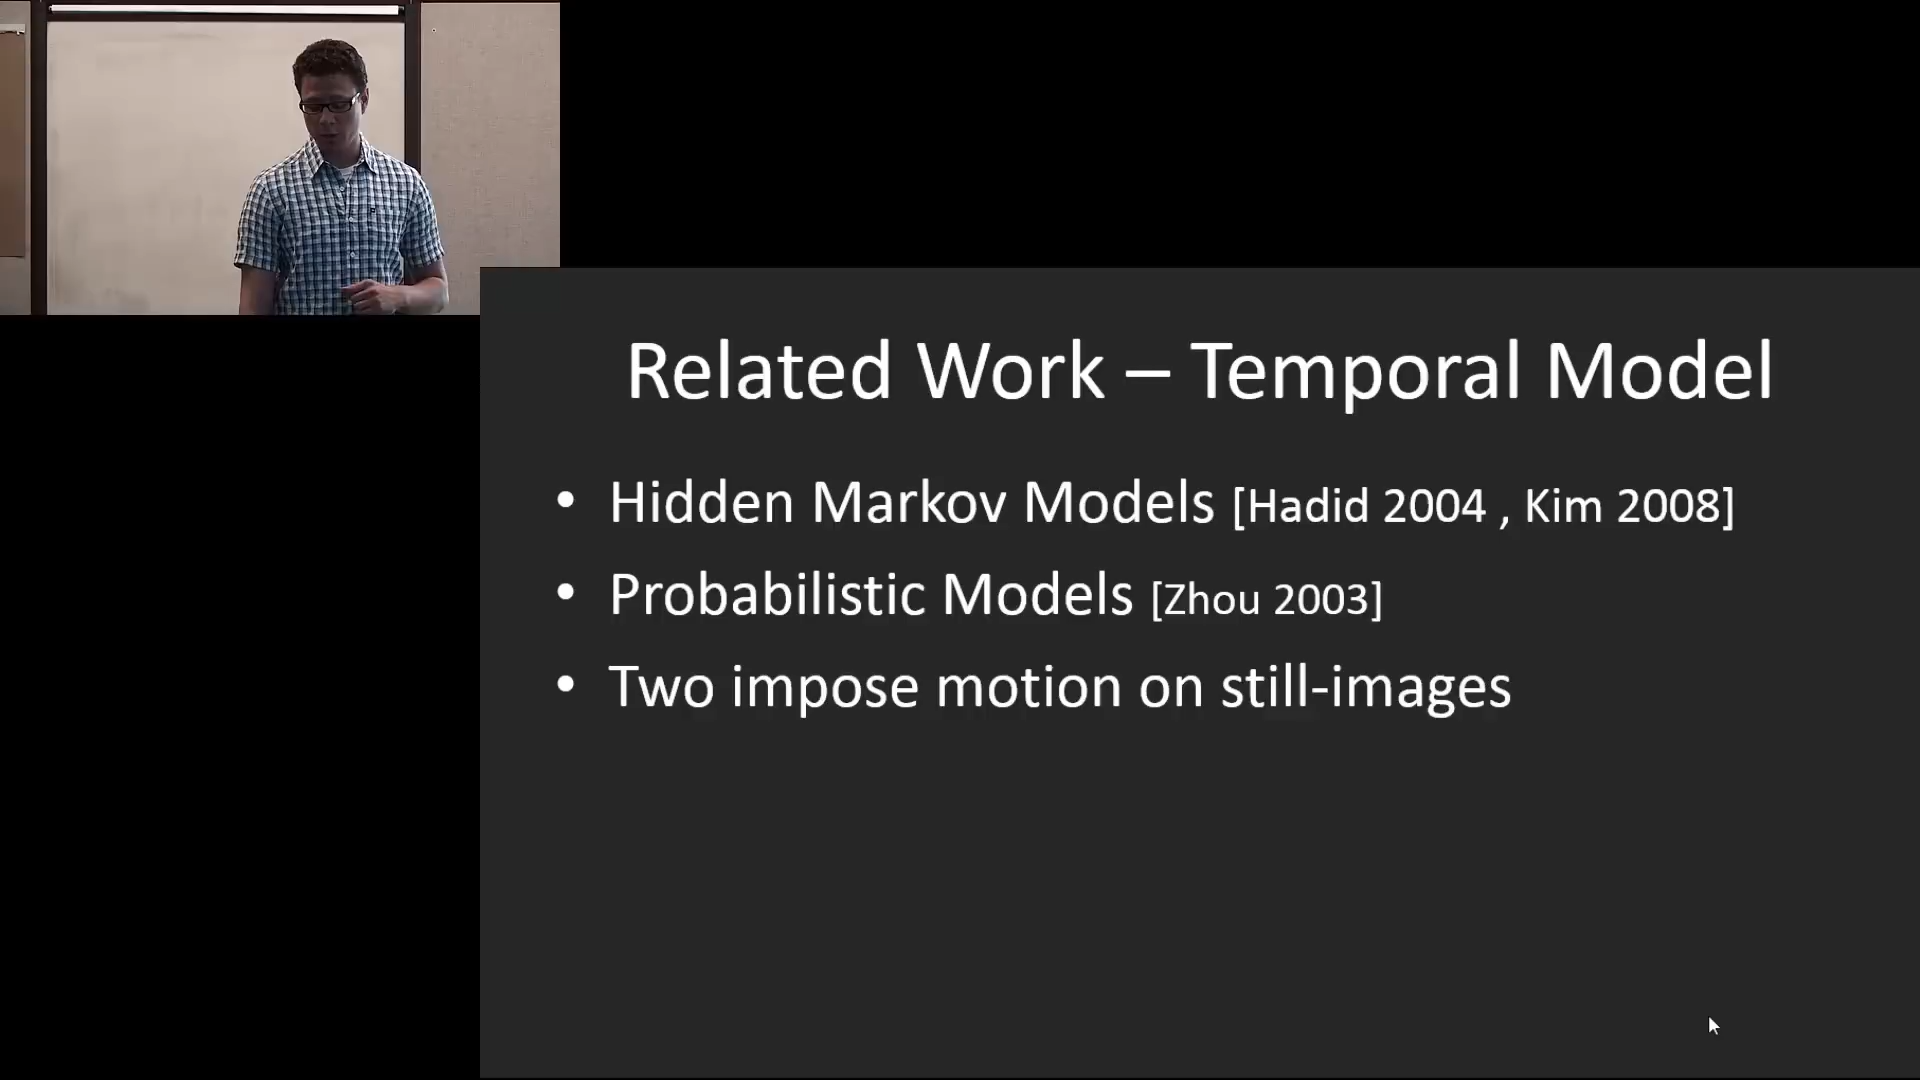 Related Work – Temporal Model
• Hidden Markov Models [Hadid 2004 , Kim 2008]
• Probabilistic Models [Zhou 2003]
• Two impose motion on still-images